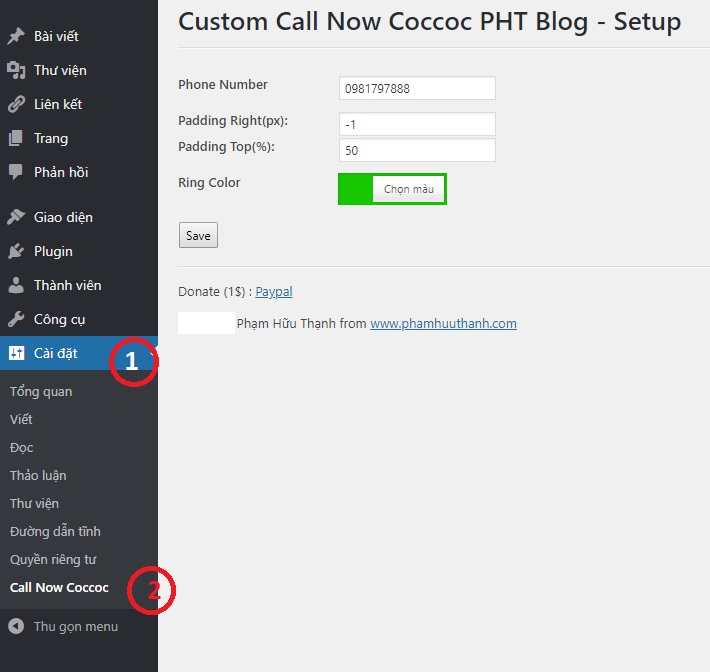 Bài viết
Thư viện
Liên kết
Trang
Phản hồi
Giao diện
Plugin
Thành viên
Công cụ
Cài đặt
1
Tổng quan
Viết
Đọc
Thảo luận
Thư viện
Đường dẫn tĩnh
Quyền riêng tư
Call Now Coccoc
2
Thu gọn menu
Custom Call Now Coccoc PHT Blog - Setup
Phone Number
0981797888
Padding Right(px):
-1
Padding Top(%):
50
Ring Color
Chọn màu
Save
Donate (1$) : Paypal
Phạm Hữu Thạnh from www.phamhuuthanh.com